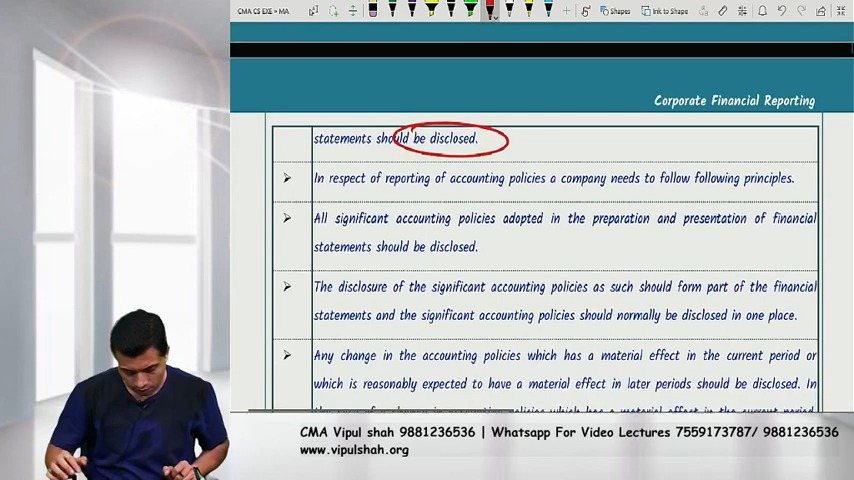 CMA CS EXE » MA
Shapes
Ink to Shape
Corporate Financial Reporting
statements should be disclosed.
➤ In respect of reporting of accounting policies a company needs to follow following principles.
➤ All significant accounting policies adopted in the preparation and presentation of financial
statements should be disclosed.
➤ The disclosure of the significant accounting policies as such should form part of the financial
statements and the significant accounting policies should normally be disclosed in one place.
➤ Any change in the accounting policies which has a material effect in the current period or
which is reasonably expected to have a material effect in later periods should be disclosed. In
CMA Vipul shah 9881236536 | Whatsapp For Video Lectures 7559173787/ 9881236536
www.vipulshah.org